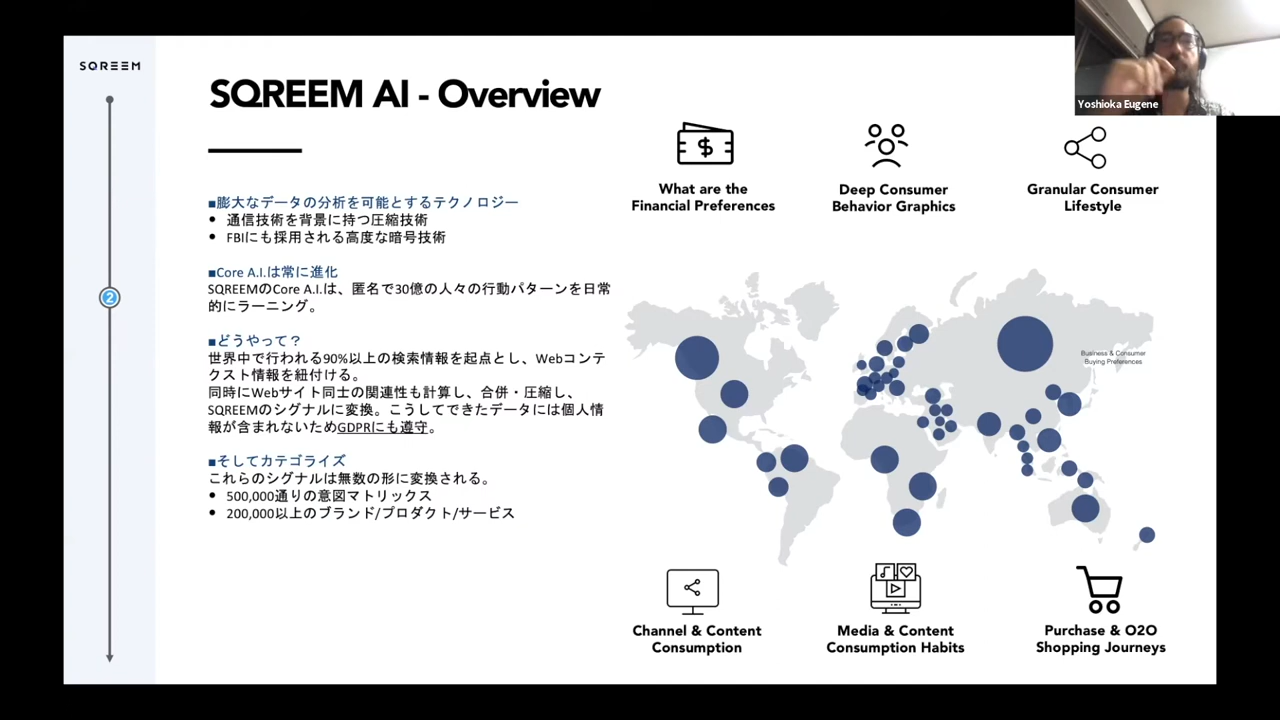 SQREEM
SQREEM AI - Overview
Yoshioka Eugene
2
■膨大なデータの分析を可能とするテクノロジー
• 通信技術を背景に持つ圧縮技術
• FBIにも採用される高度な暗号技術
■Core A.I.は常に進化
SQREEMのCore A.I.は、匿名で30億の人々の行動パターンを日常
的にラーニング。
■どうやって？
世界中で行われる90%以上の検索情報を起点とし、Webコンテ
クスト情報を紐付ける。
同時にWebサイト同士の関連性も計算し、合併・圧縮し、
SQREEMのシグナルに変換。こうしてできたデータには個人情
報が含まれないためGDPRにも遵守。
■そしてカテゴライズ
これらのシグナルは無数の形に変換される。
• 500,000通りの意図マトリックス
• 200,000以上のブランド/プロダクト/サービス
What are the
Financial Preferences
Deep Consumer
Behavior Graphics
Granular Consumer
Lifestyle
Business & Consumer
Buying Preferences
Channel & Content
Consumption
Media & Content
Consumption Habits
Purchase & O2O
Shopping Journeys